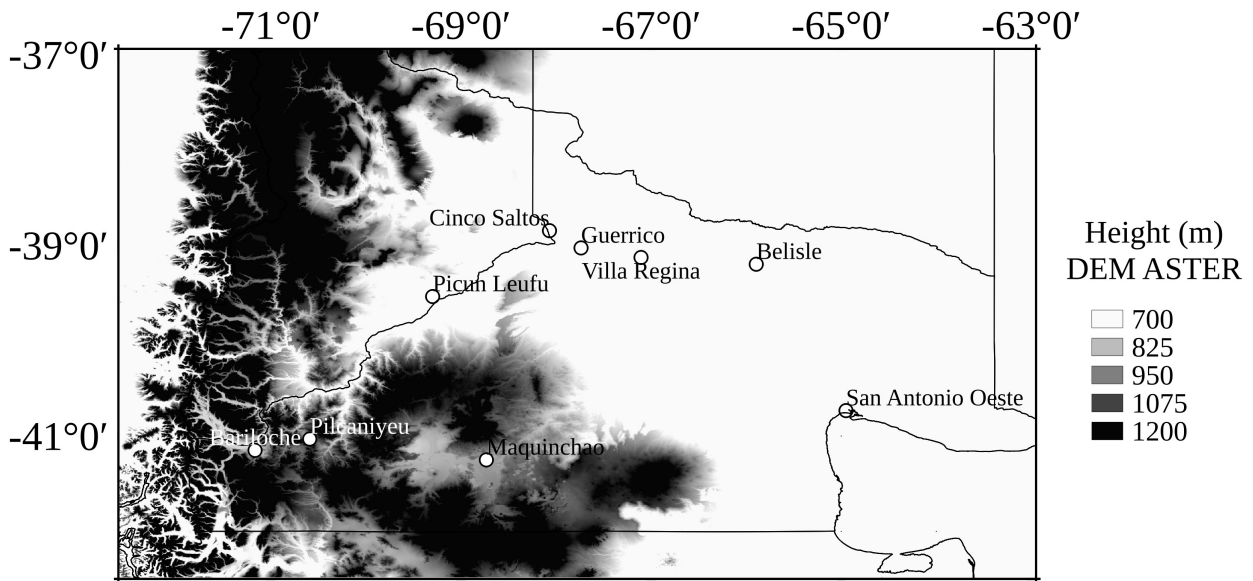 -71°0′ -69°0′ -67°0′ -65°0′ -63°0′
-37°0′
Cinco Saltos
Guerrico
-39°0′
Belisle
Villa Regina
Picun Leufu
Height (m)
DEM ASTER
700
825
950
1075
1200
San Antonio Oeste
-41°0′
Bariloche
Pilcaniyeu
Maquinchao